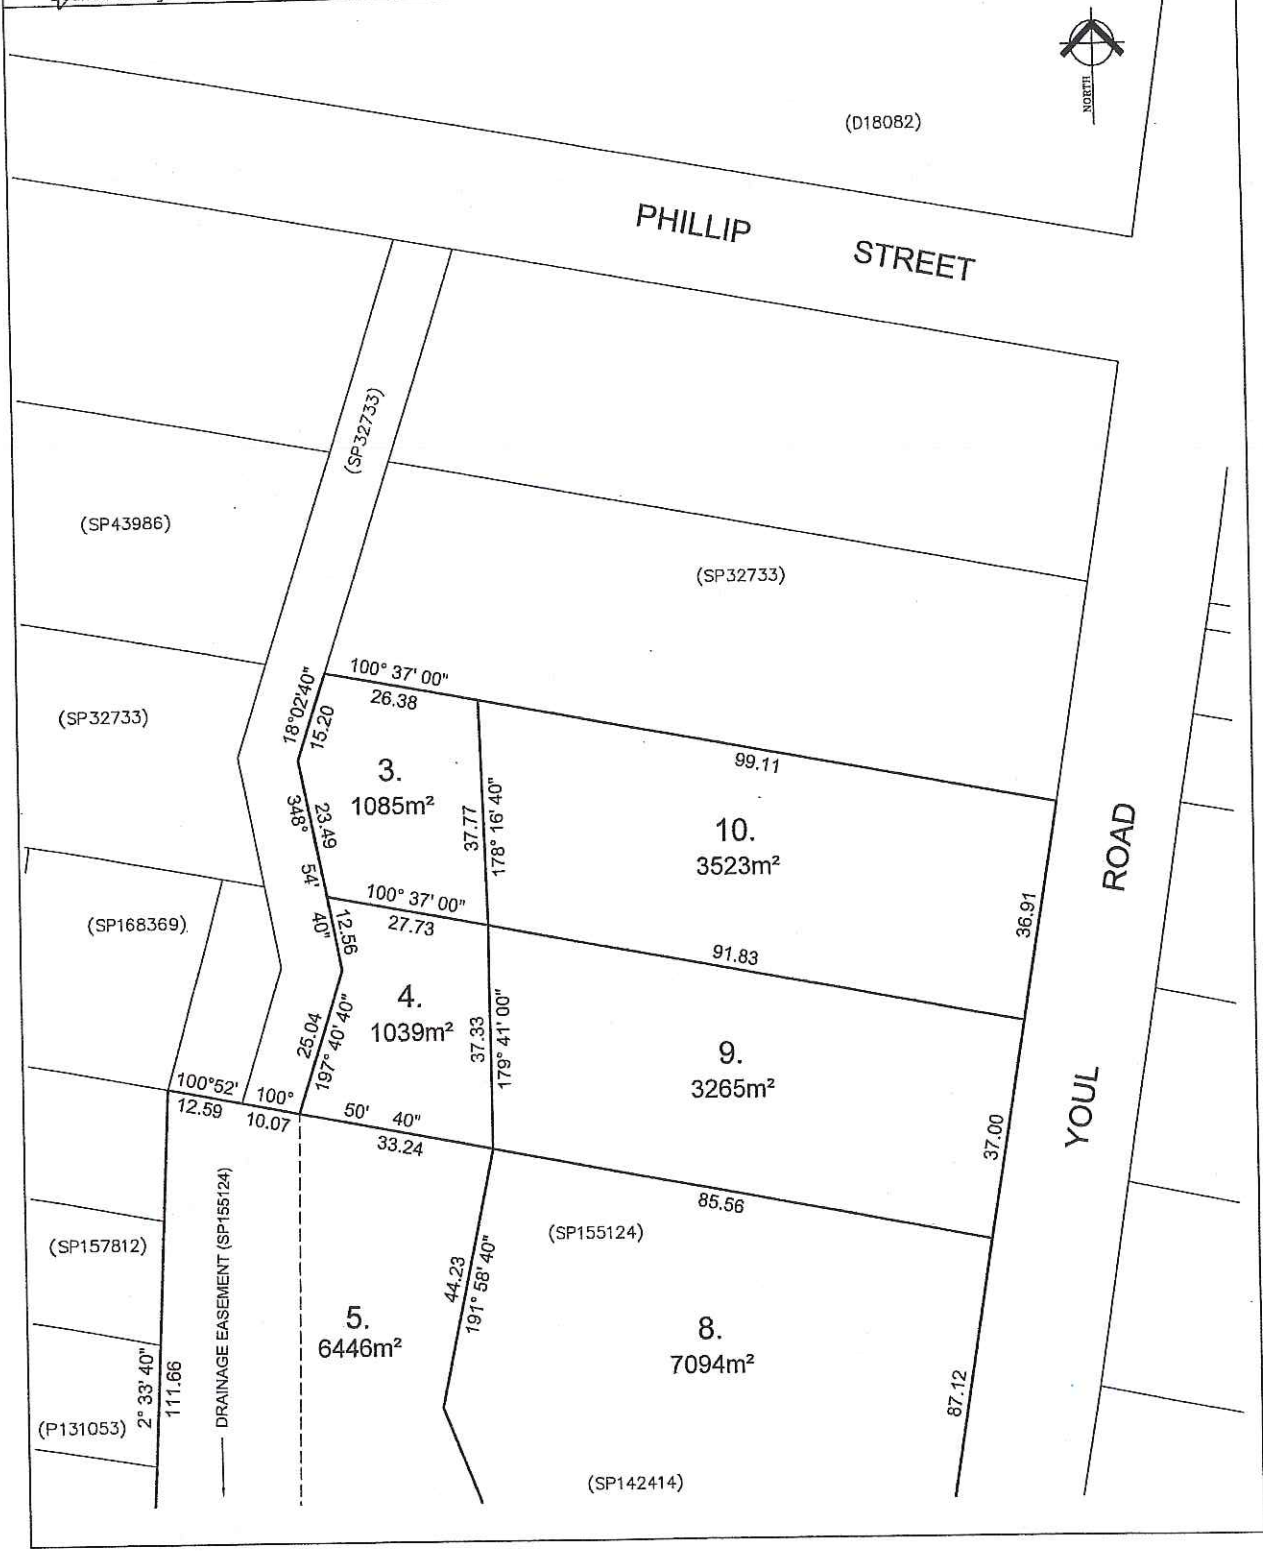 NORTH
(D18082)
PHILLIP STREET
(SP32733)
(SP43986)
(SP32733)
(SP32733)
100° 37' 00"
26.38
18°02'40"
15.20
99.11
3.
1085m²
23.49
348° 54' 40"
37.77
178° 16' 40"
10.
3523m²
ROAD
36.91
100° 37' 00"
27.73
(SP168369)
12.56
91.83
4.
1039m²
25.04
197° 40' 40"
37.33
179° 41' 00"
9.
3265m²
YOUL
37.00
100°52'
12.59
100° 50' 40"
10.07
33.24
85.56
(SP155124)
(SP157812)
DRAINAGE EASEMENT (SP155124)
44.23
191° 58' 40"
5.
6446m²
8.
7094m²
2° 33' 40"
111.66
87.12
(P131053)
(SP142414)